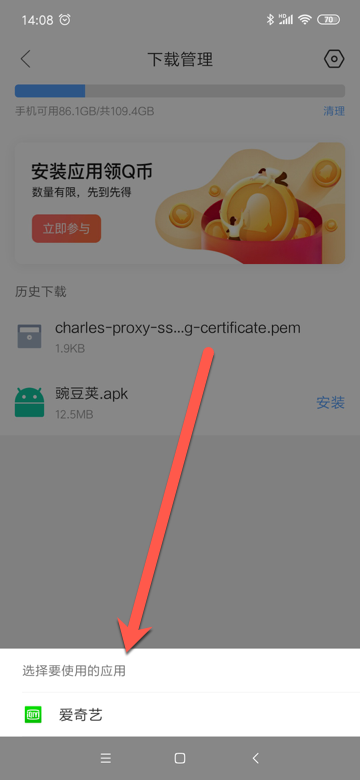 14:08
HD
70
下载管理
手机可用86.1GB/共109.4GB
清理
安装应用领Q币
数量有限，先到先得
立即参与
历史下载
charles-proxy-ss...g-certificate.pem
1.9KB
豌豆荚.apk
12.5MB
安装
选择要使用的应用
QIY
爱奇艺